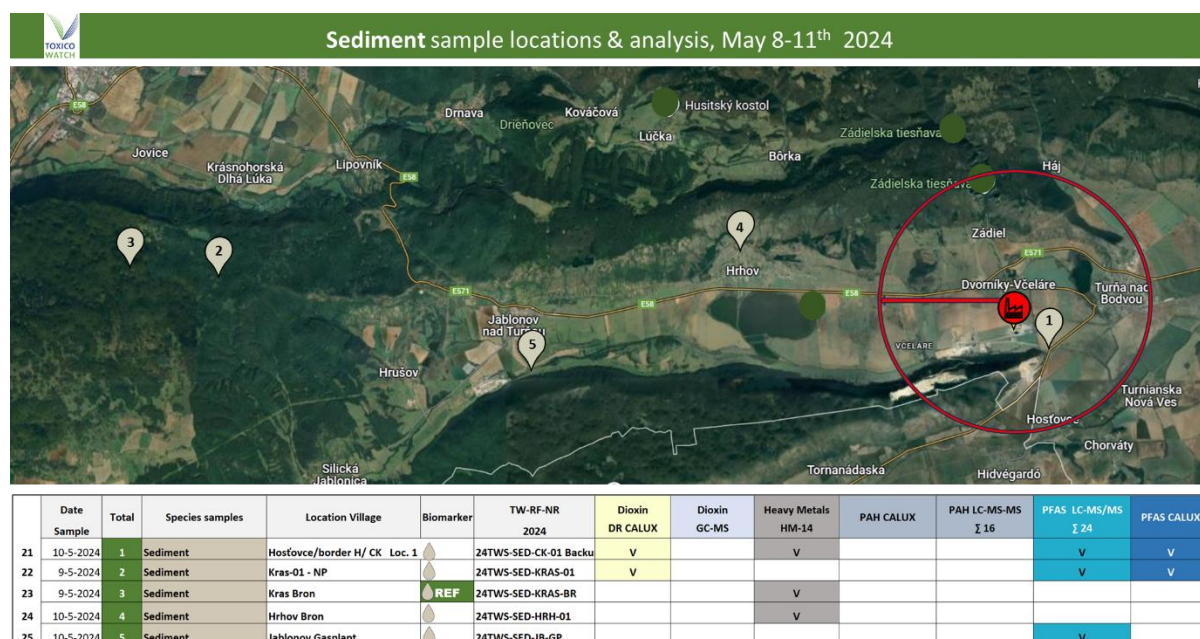 TOXICO
WATCH
Sediment sample locations & analysis, May 8-11th 2024
E58
Drnava
Kováčová
Husitský kostol
Drieňovec
Lúčka
Zádielska tiesňava
Jovice
Krásnohorská
Dlhá Lúka
Lipovník
Bôrka
Háj
E58
Zádielska tiesňava
3
2
4
Zádiel
Hrhov
E571
Dvorníky-Včeláre
Turňa nad
Bodvou
E571
E58
E58
Jablonov
nad Turňou
1
5
VČELÁRE
Hrušov
Turnianska
Nová Ves
Hosťovce
Chorváty
Silická
Jablonica
Tornanádaska
Hidvégardó
Date
Sample
Total
Species samples
Location Village
Biomarker
TW-RF-NR
2024
Dioxin
DR CALUX
Dioxin
GC-MS
Heavy Metals
HM-14
PAH CALUX
PAH LC-MS-MS
Σ 16
PFAS LC-MS/MS
Σ 24
PFAS CALUX
21 10-5-2024 1 Sediment Hosťovce/border H/ CK Loc. 1 24TWS-SED-CK-01 Backu V V V V
22 9-5-2024 2 Sediment Kras-01 - NP 24TWS-SED-KRAS-01 V V V
23 9-5-2024 3 Sediment Kras Bron REF 24TWS-SED-KRAS-BR V
24 10-5-2024 4 Sediment Hrhov Bron 24TWS-SED-HRH-01 V
25 10-5-2024 5 Sediment Jablonov Gasplant 24TWS-SED-JB-GP V